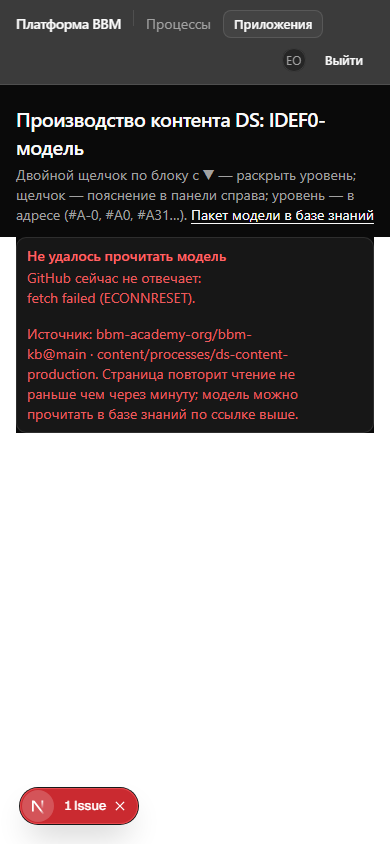 Платформа BBM
Процессы
Приложения
EO
Выйти
Производство контента DS: IDEF0-
модель
Двойной щелчок по блоку с ▼ — раскрыть уровень;
щелчок — пояснение в панели справа; уровень — в
адресе (#A-0, #A0, #A31…). Пакет модели в базе знаний
Не удалось прочитать модель
GitHub сейчас не отвечает:
fetch failed (ECONNRESET).
Источник: bbm-academy-org/bbm-
kb@main · content/processes/ds-content-
production. Страница повторит чтение не
раньше чем через минуту; модель можно
прочитать в базе знаний по ссылке выше.
1 Issue